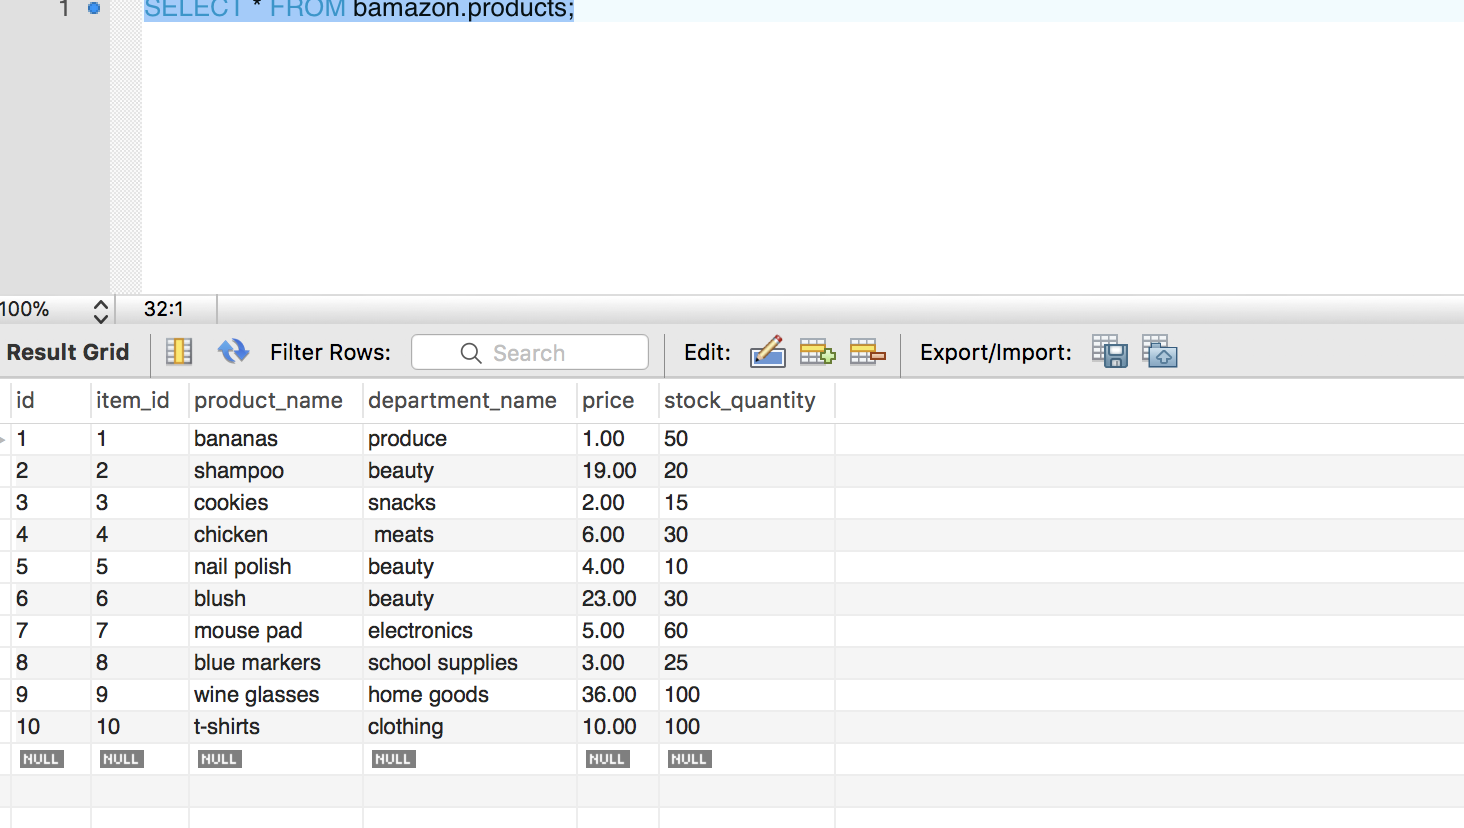 1 SELECT * FROM bamazon.products;
100% 32:1
Result Grid Filter Rows: Search Edit: Export/Import:
id item_id product_name department_name price stock_quantity
1 1 bananas produce 1.00 50
2 2 shampoo beauty 19.00 20
3 3 cookies snacks 2.00 15
4 4 chicken meats 6.00 30
5 5 nail polish beauty 4.00 10
6 6 blush beauty 23.00 30
7 7 mouse pad electronics 5.00 60
8 8 blue markers school supplies 3.00 25
9 9 wine glasses home goods 36.00 100
10 10 t-shirts clothing 10.00 100
NULL NULL NULL NULL NULL NULL